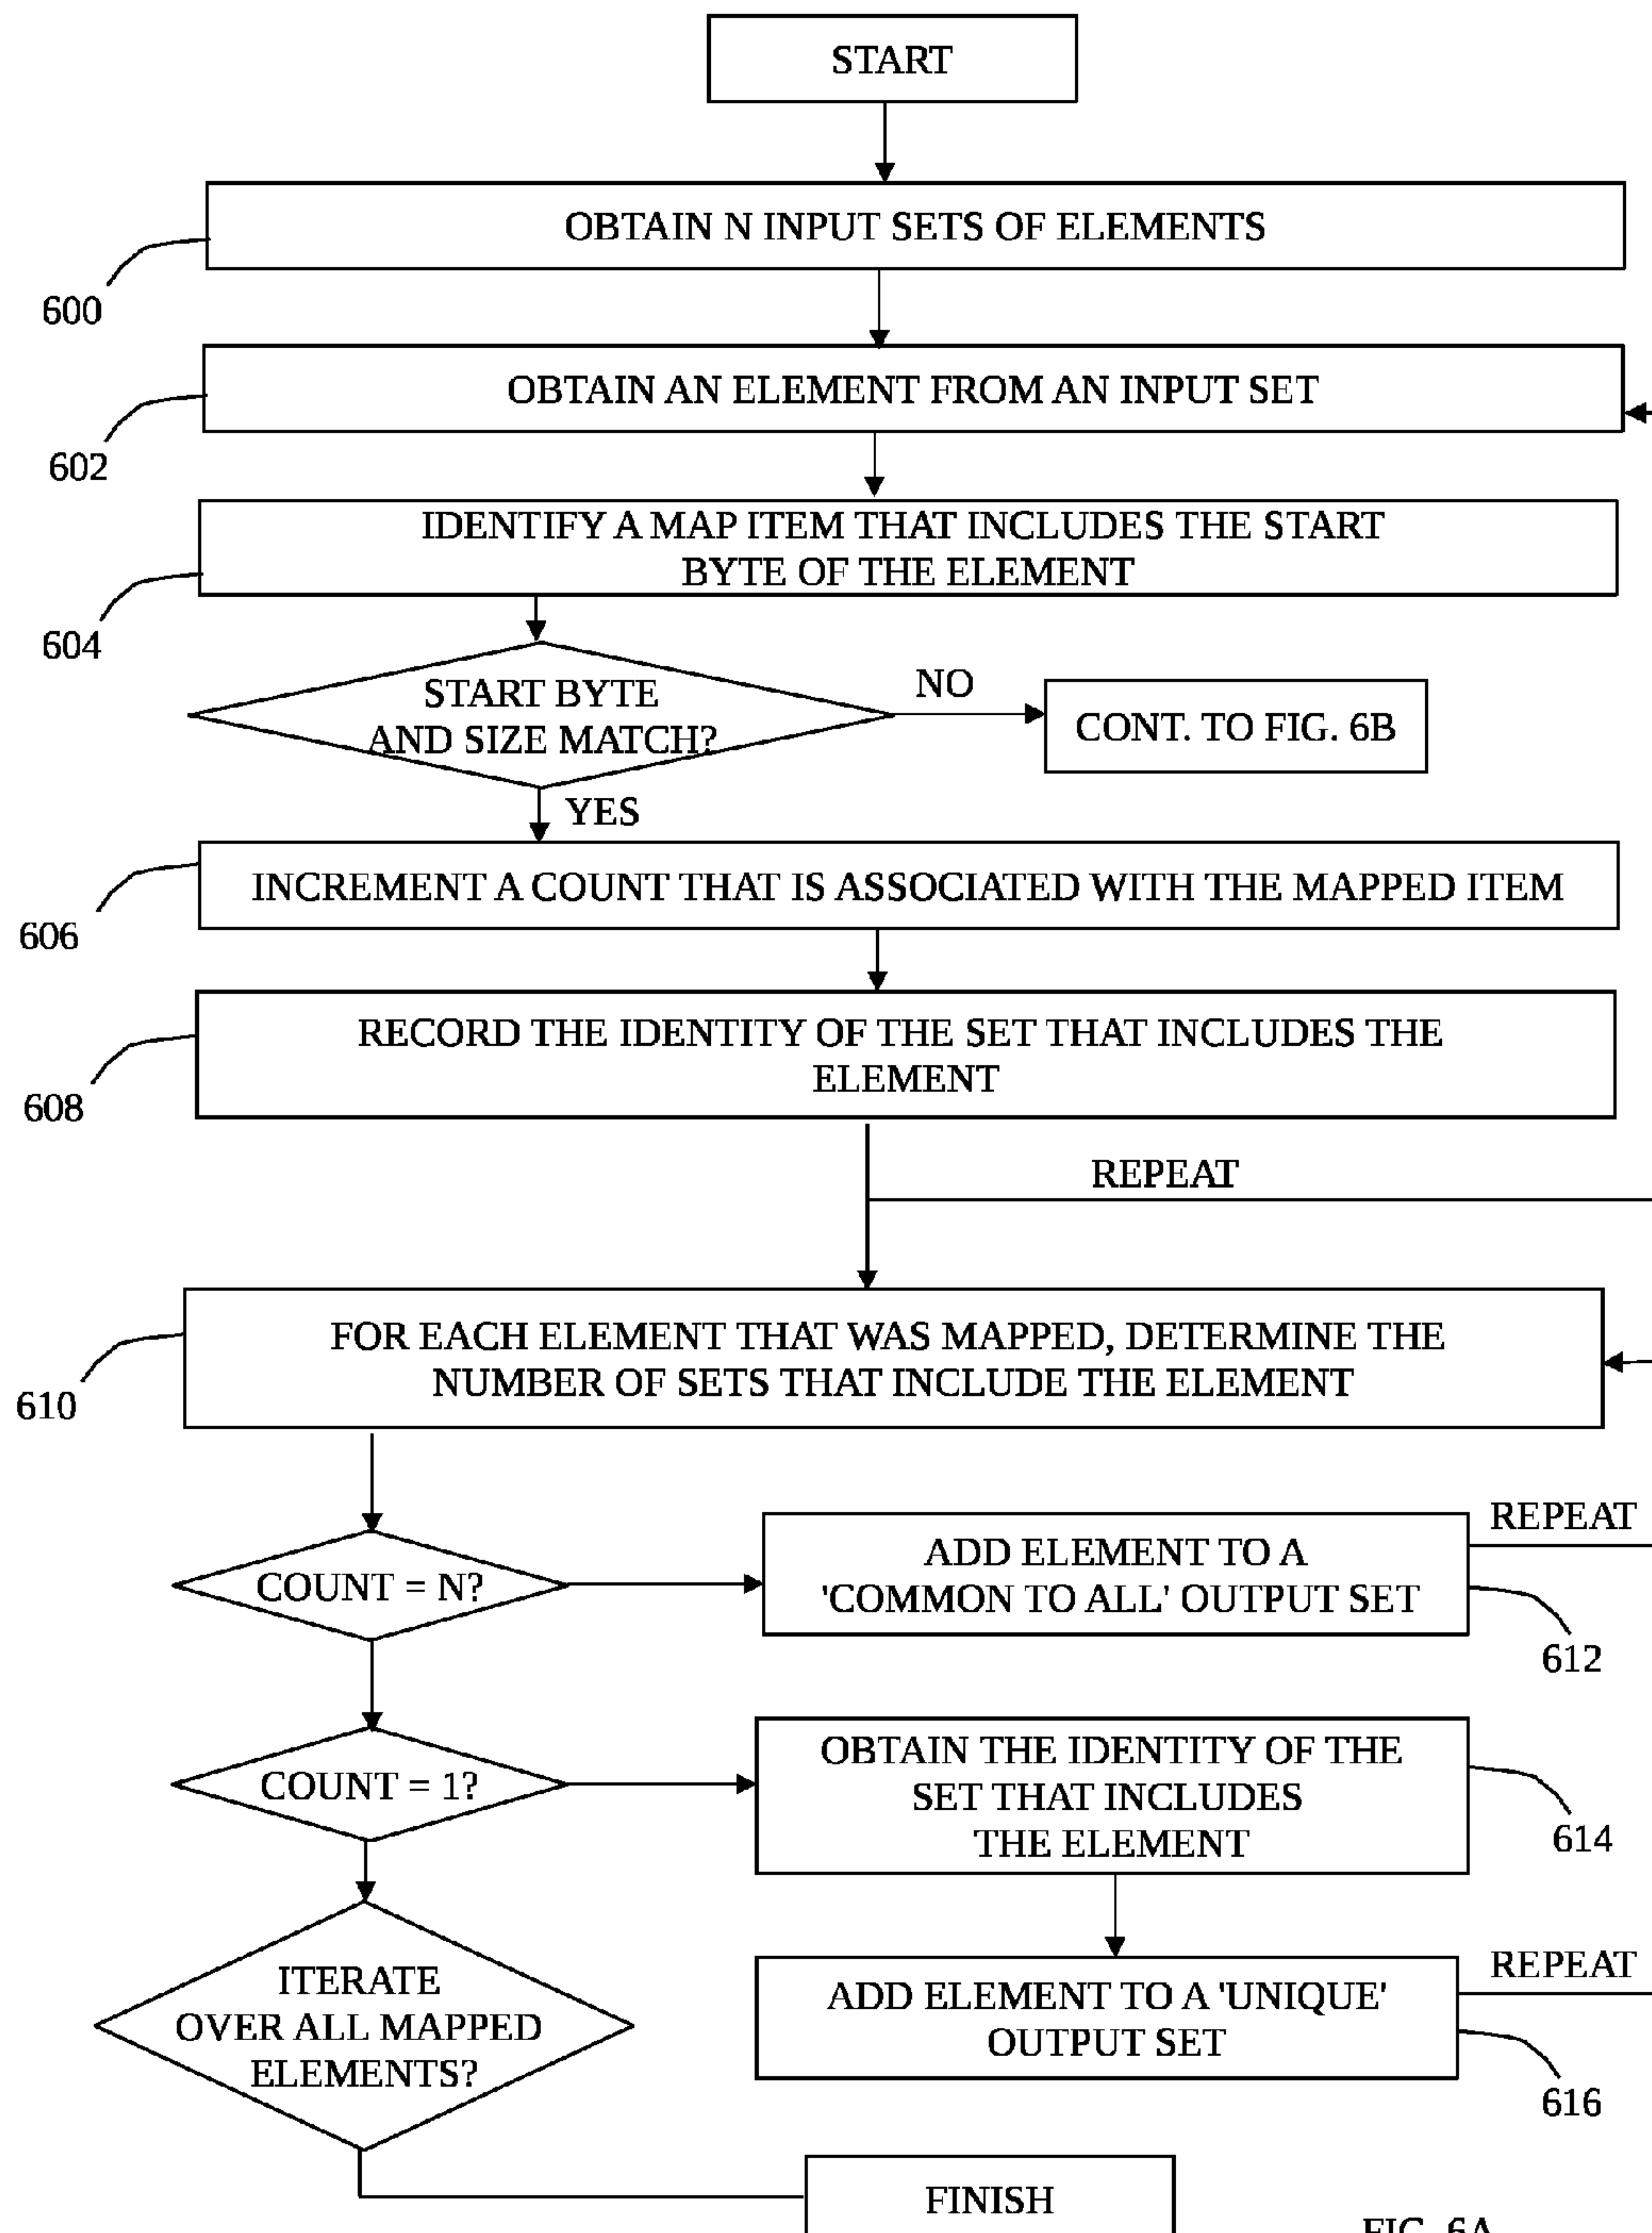 START
OBTAIN N INPUT SETS OF ELEMENTS
600
OBTAIN AN ELEMENT FROM AN INPUT SET
602
IDENTIFY A MAP ITEM THAT INCLUDES THE START
BYTE OF THE ELEMENT
604
START BYTE
AND SIZE MATCH?
NO
CONT. TO FIG. 6B
YES
INCREMENT A COUNT THAT IS ASSOCIATED WITH THE MAPPED ITEM
606
RECORD THE IDENTITY OF THE SET THAT INCLUDES THE
ELEMENT
608
REPEAT
FOR EACH ELEMENT THAT WAS MAPPED, DETERMINE THE
NUMBER OF SETS THAT INCLUDE THE ELEMENT
610
COUNT = N?
ADD ELEMENT TO A
'COMMON TO ALL' OUTPUT SET
REPEAT
612
COUNT = 1?
OBTAIN THE IDENTITY OF THE
SET THAT INCLUDES
THE ELEMENT
614
ITERATE
OVER ALL MAPPED
ELEMENTS?
ADD ELEMENT TO A 'UNIQUE'
OUTPUT SET
REPEAT
616
FINISH
FIG. 6A